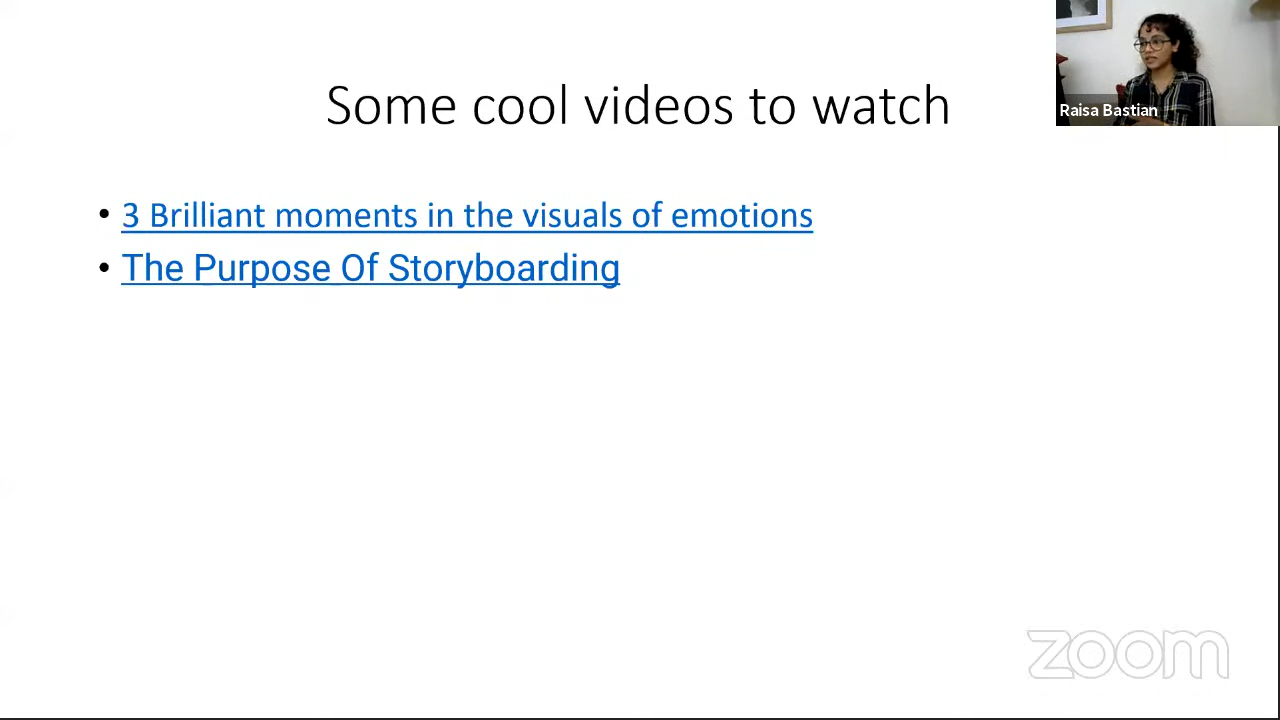 Some cool videos to watch
Raisa Bastian
• 3 Brilliant moments in the visuals of emotions
• The Purpose Of Storyboarding
zoom